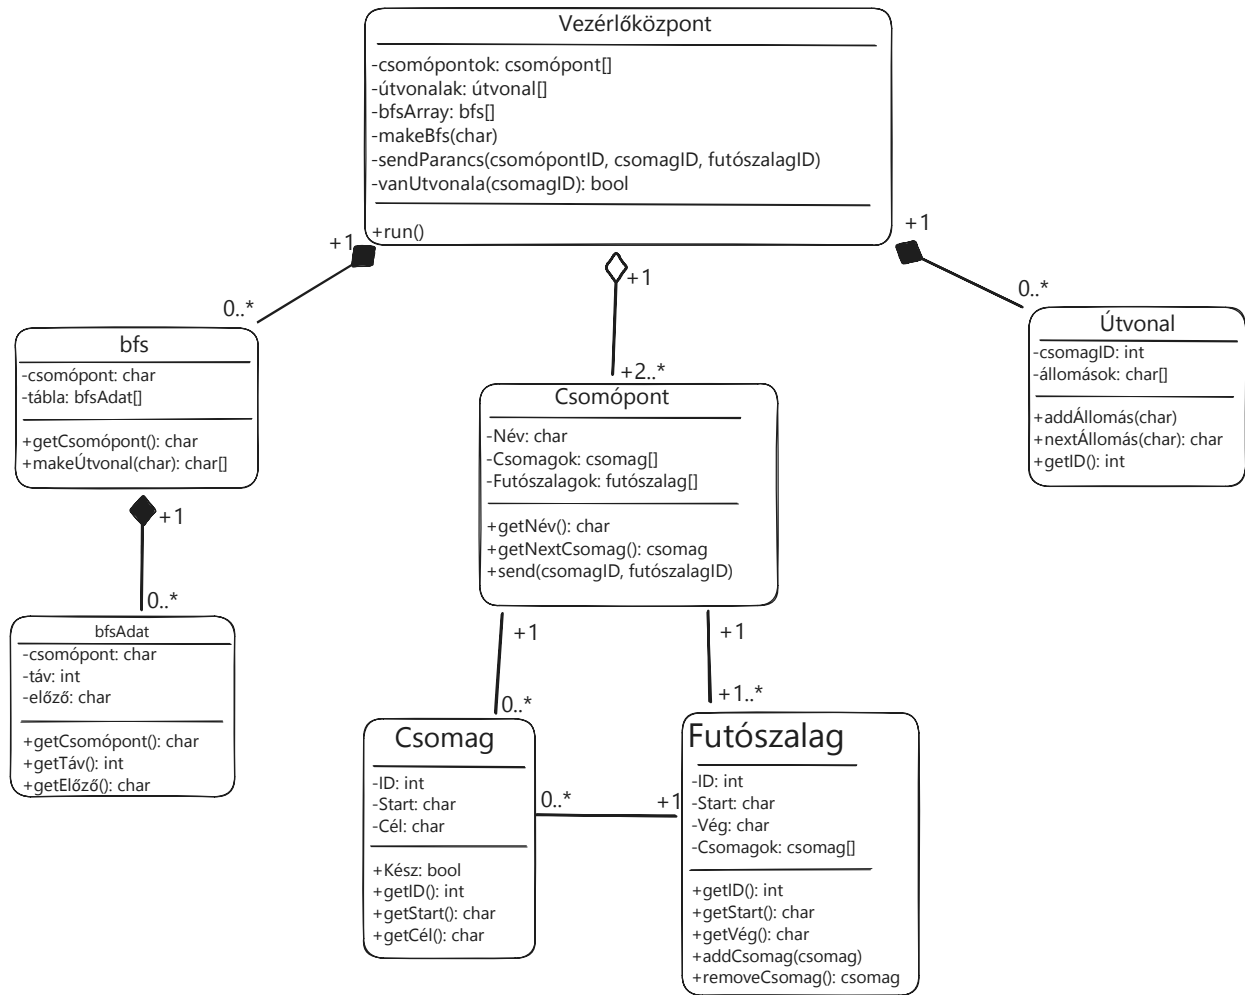 Vezérlőközpont
-csomópontok: csomópont[]
-útvonalak: útvonal[]
-bfsArray: bfs[]
-makeBfs(char)
-sendParancs(csomópontID, csomagID, futószalagID)
-vanUtvonala(csomagID): bool
+run()
+1
+1
+1
0..*
+2..*
0..*
bfs
-csomópont: char
-tábla: bfsAdat[]
+getCsomópont(): char
+makeÚtvonal(char): char[]
+1
0..*
Csomópont
-Név: char
-Csomagok: csomag[]
-Futószalagok: futószalag[]
+getNév(): char
+getNextCsomag(): csomag
+send(csomagID, futószalagID)
Útvonal
-csomagID: int
-állomások: char[]
+addÁllomás(char)
+nextÁllomás(char): char
+getID(): int
bfsAdat
-csomópont: char
-táv: int
-előző: char
+getCsomópont(): char
+getTáv(): int
+getElőző(): char
+1
+1
0..*
+1..*
Csomag
-ID: int
-Start: char
-Cél: char
+Kész: bool
+getID(): int
+getStart(): char
+getCél(): char
0..*
+1
Futószalag
-ID: int
-Start: char
-Vég: char
-Csomagok: csomag[]
+getID(): int
+getStart(): char
+getVég(): char
+addCsomag(csomag)
+removeCsomag(): csomag